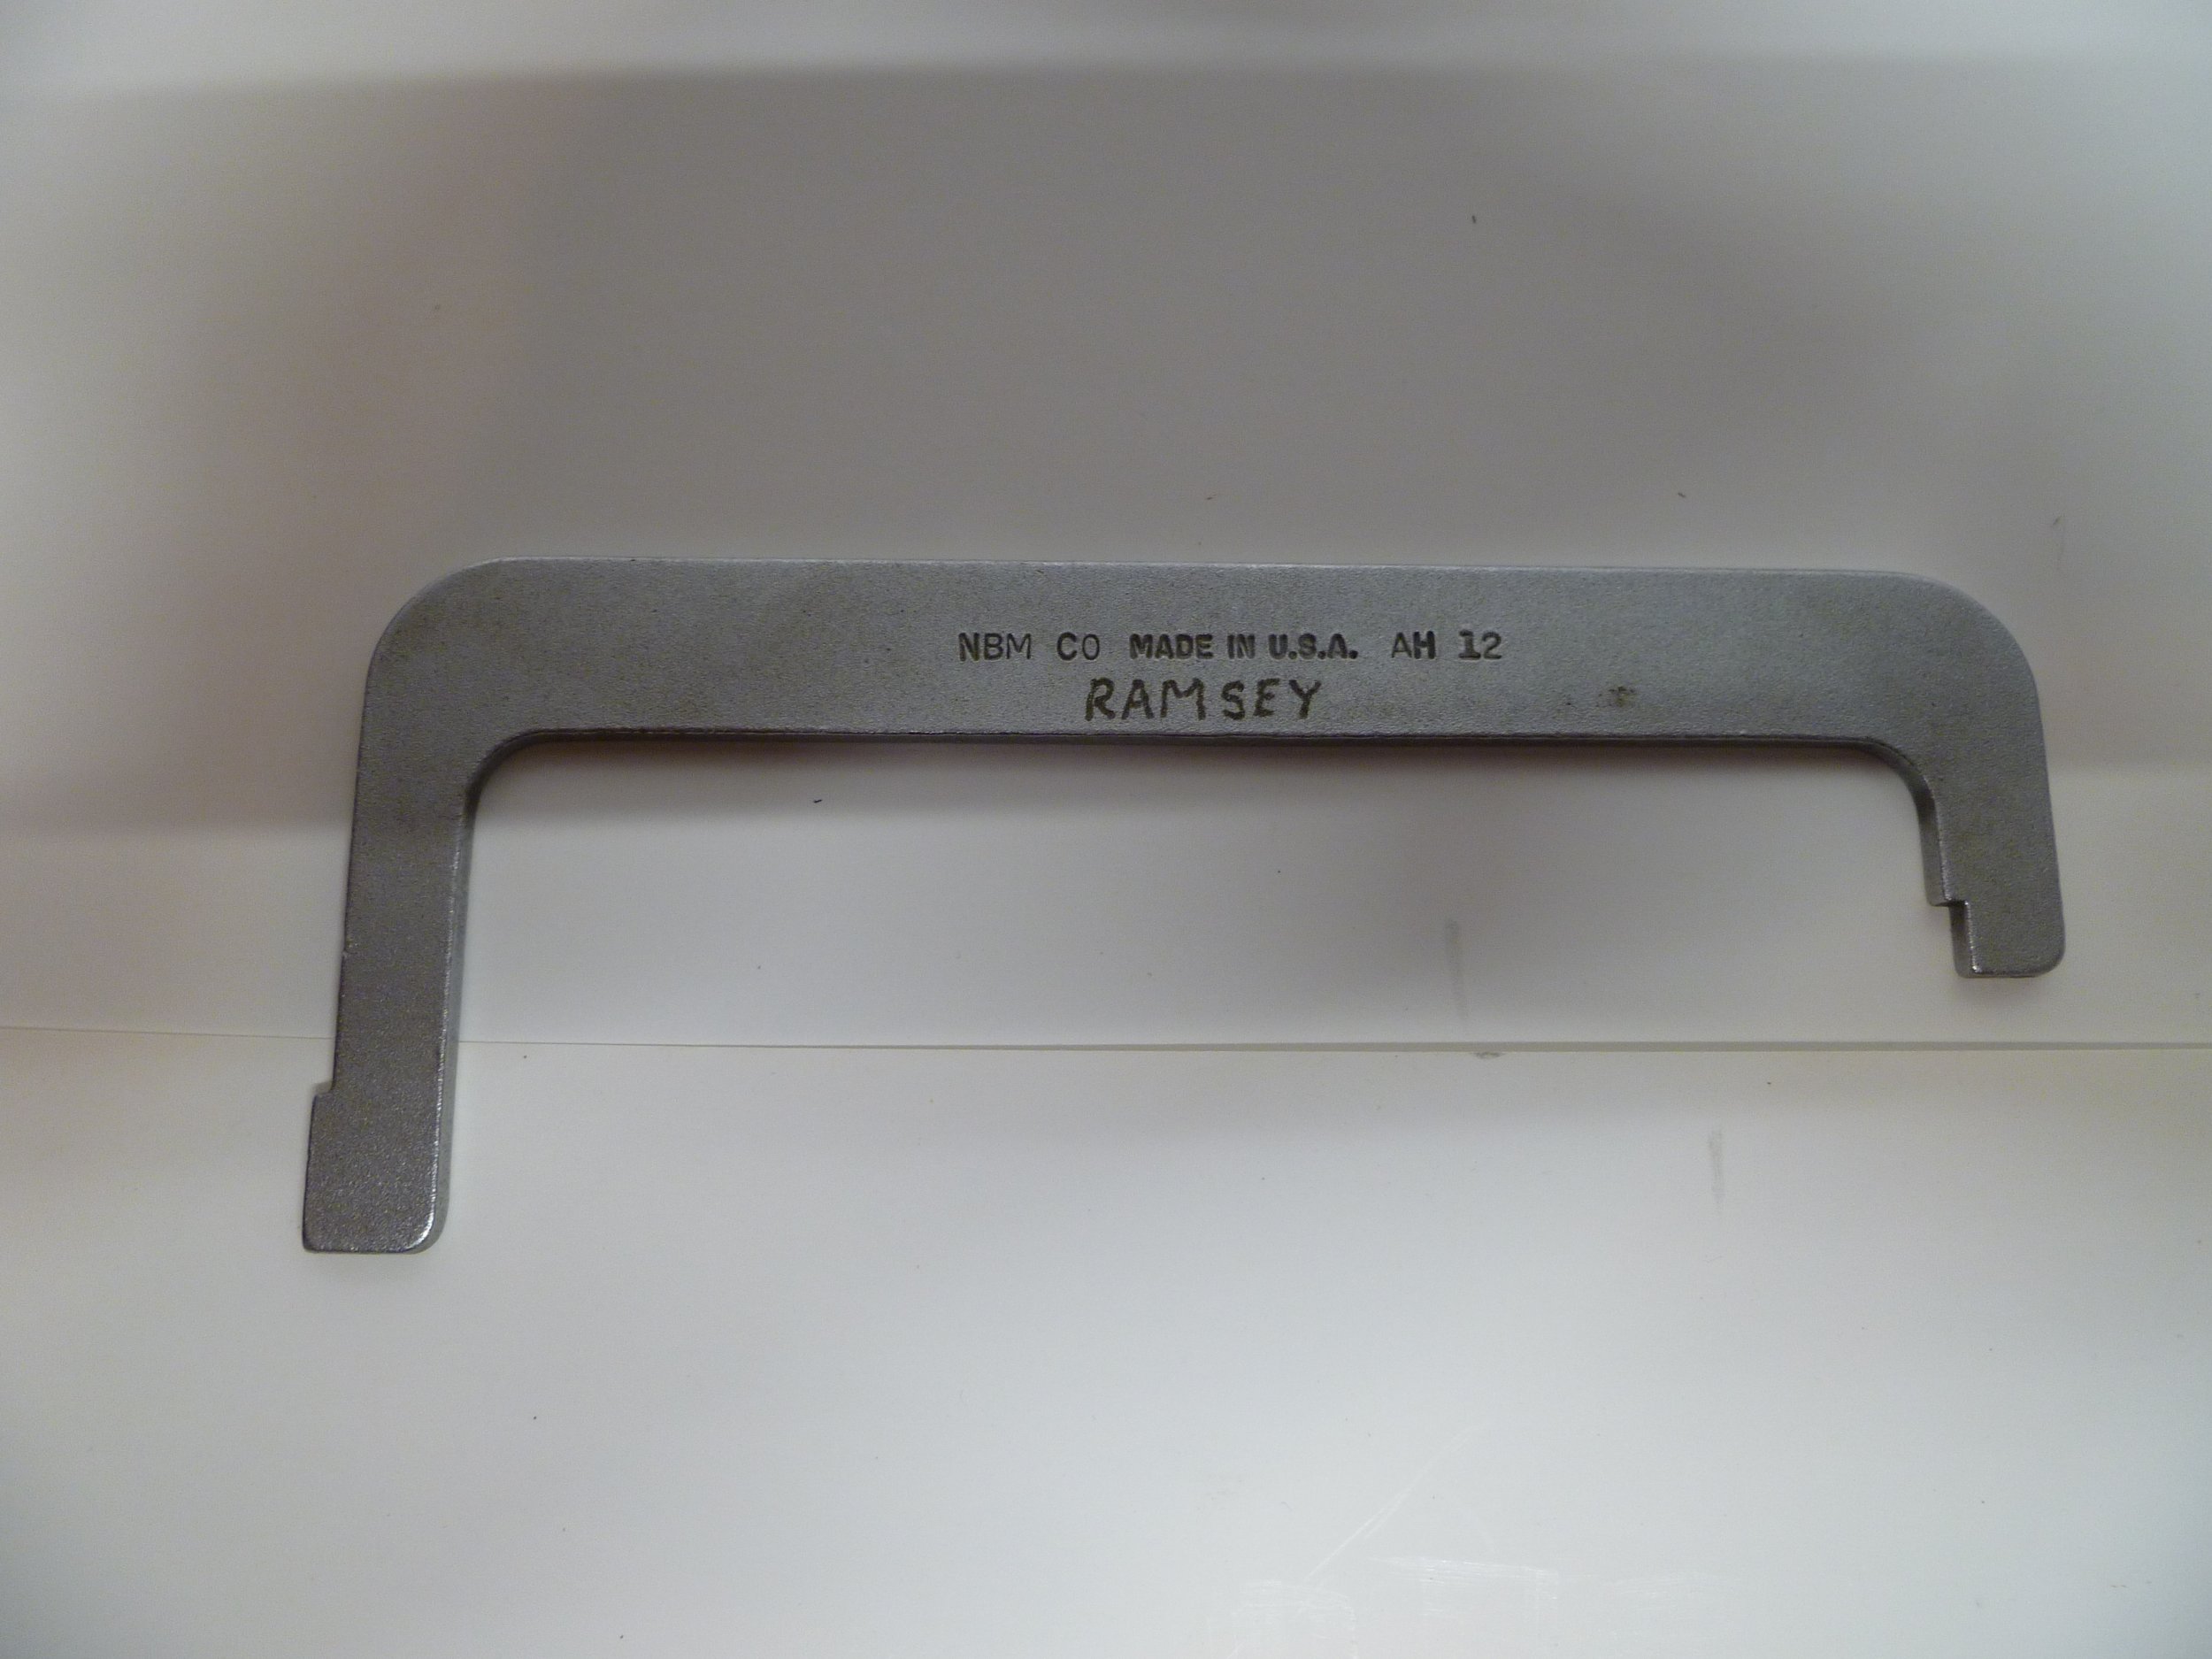 NBM CO MADE IN U.S.A. AH 12
RAMSEY